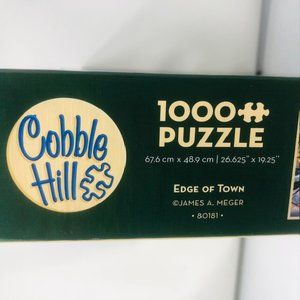 Cobble
Hill
1000
PUZZLE
67.6 cm x 48.9 cm | 26.625" x 19.25"
EDGE OF TOWN
©JAMES A. MEGER
• 80181 •